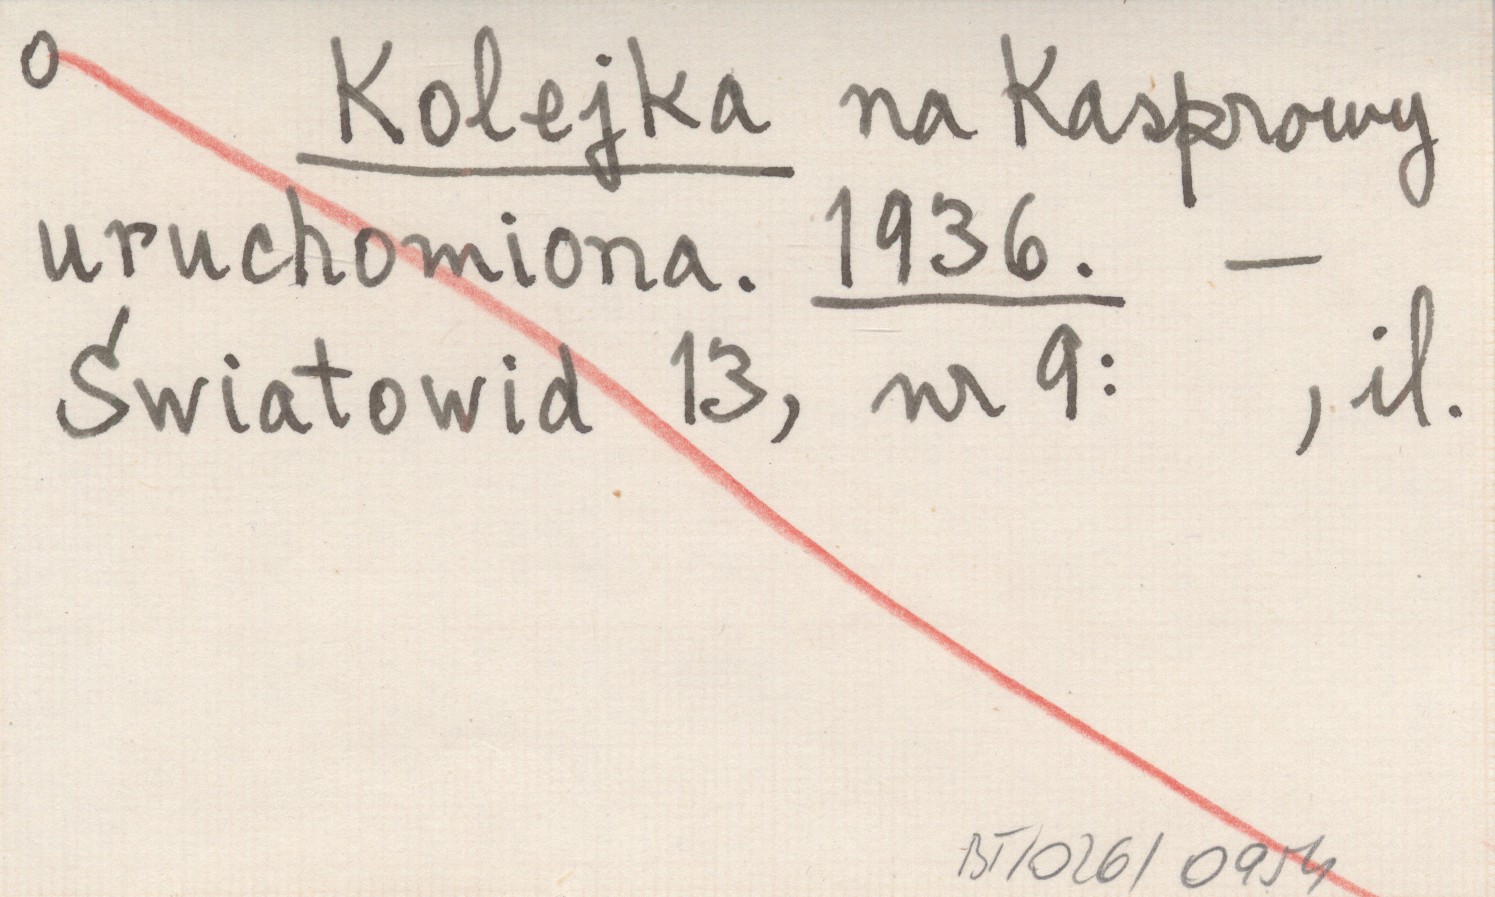 o Kolejka na Kasprowy
uruchomiona. 1936. —
Światowid 13, nr 9: , il.
BT/026/ 0954